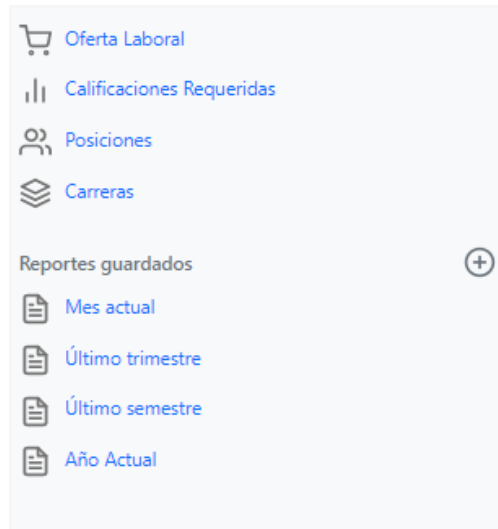 Oferta Laboral
Calificaciones Requeridas
Posiciones
Carreras
Reportes guardados
Mes actual
Último trimestre
Último semestre
Año Actual